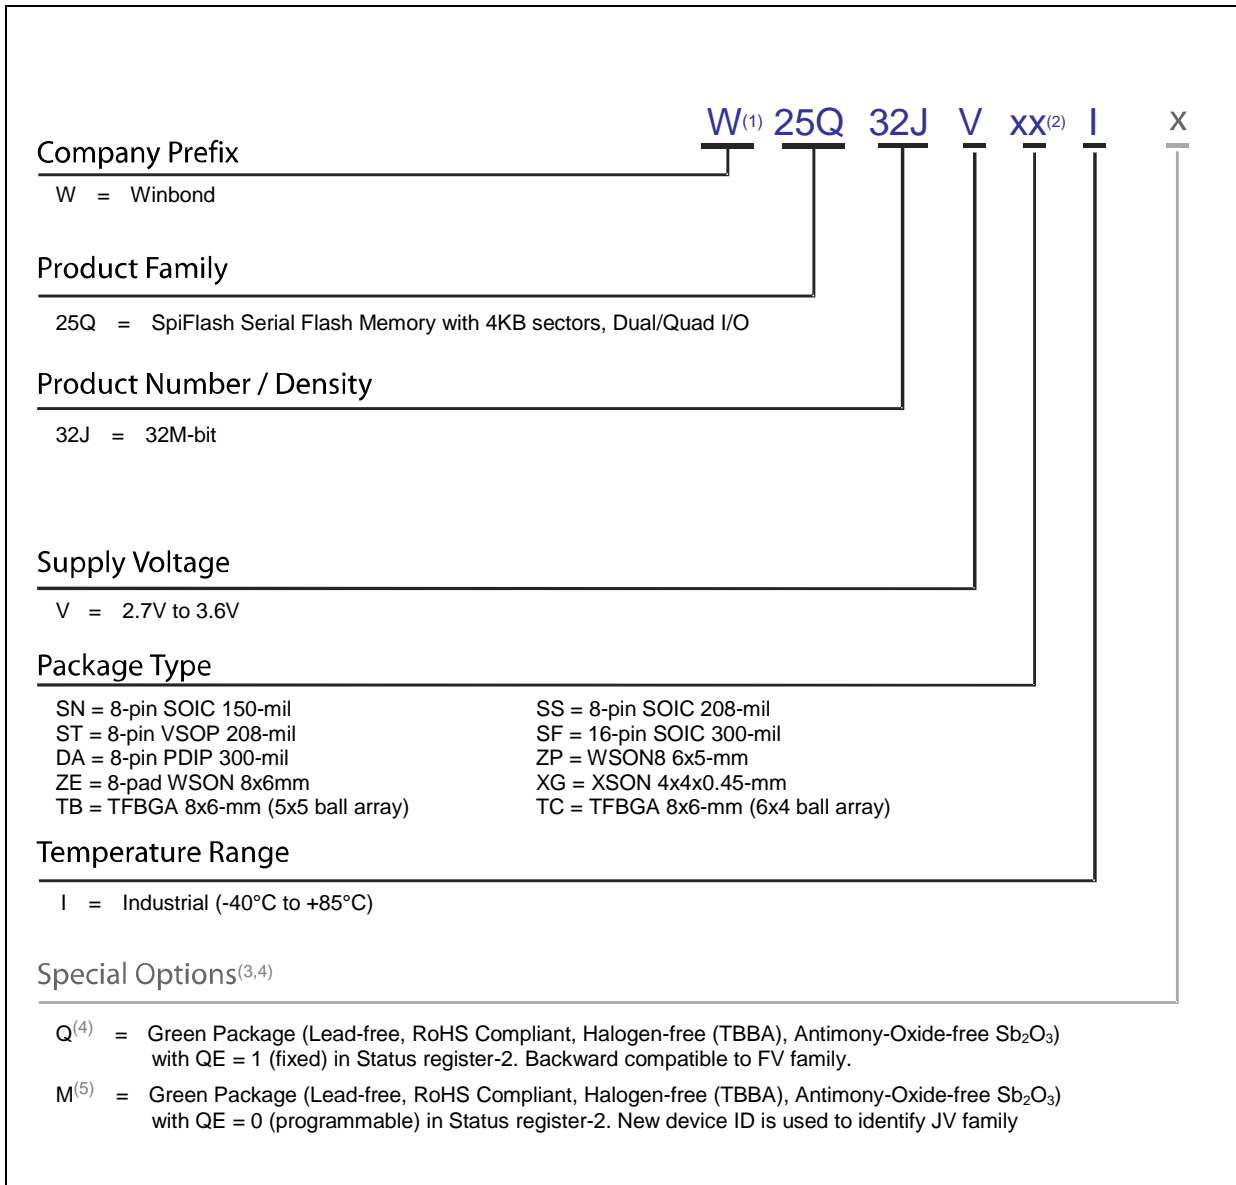 W(1) 25Q 32J V xx(2) I x
Company Prefix
W = Winbond
Product Family
25Q = SpiFlash Serial Flash Memory with 4KB sectors, Dual/Quad I/O
Product Number / Density
32J = 32M-bit
Supply Voltage
V = 2.7V to 3.6V
Package Type
SN = 8-pin SOIC 150-mil SS = 8-pin SOIC 208-mil
ST = 8-pin VSOP 208-mil SF = 16-pin SOIC 300-mil
DA = 8-pin PDIP 300-mil ZP = WSON8 6x5-mm
ZE = 8-pad WSON 8x6mm XG = XSON 4x4x0.45-mm
TB = TFBGA 8x6-mm (5x5 ball array) TC = TFBGA 8x6-mm (6x4 ball array)
Temperature Range
I = Industrial (-40°C to +85°C)
Special Options(3,4)
Q(4) = Green Package (Lead-free, RoHS Compliant, Halogen-free (TBBA), Antimony-Oxide-free Sb₂O₃)
with QE = 1 (fixed) in Status register-2. Backward compatible to FV family.
M(5) = Green Package (Lead-free, RoHS Compliant, Halogen-free (TBBA), Antimony-Oxide-free Sb₂O₃)
with QE = 0 (programmable) in Status register-2. New device ID is used to identify JV family